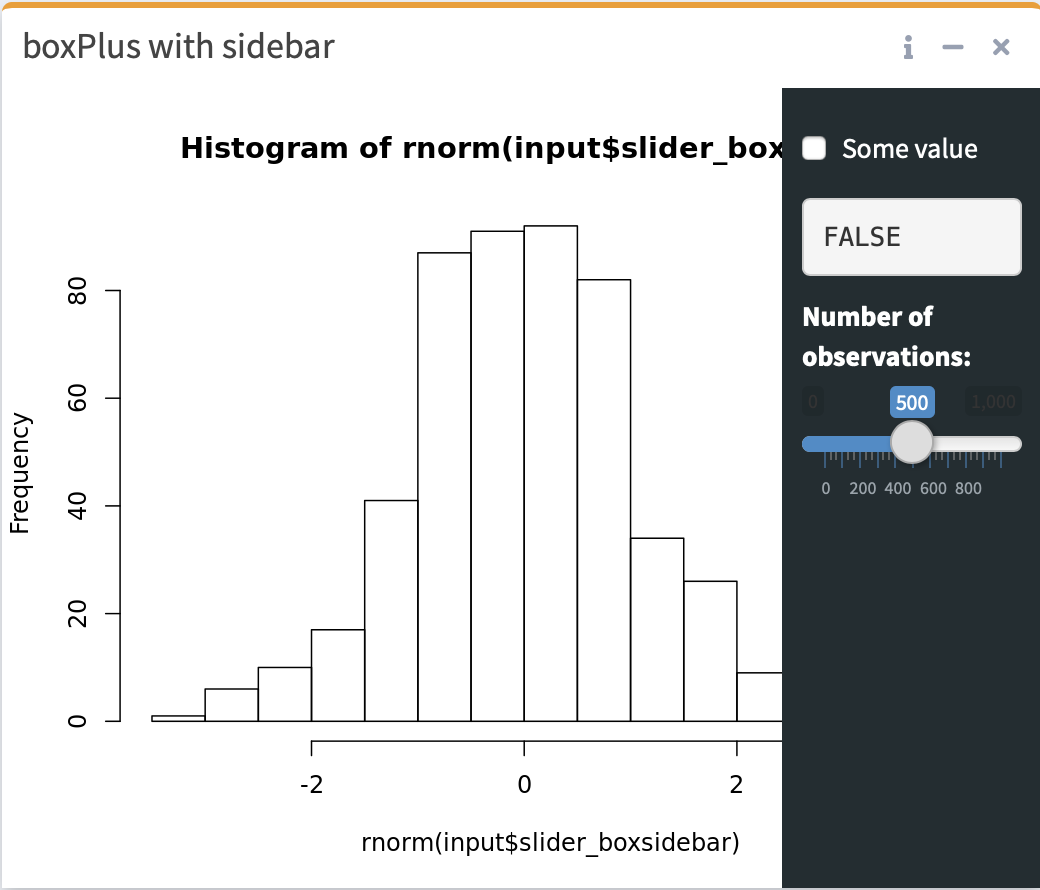 boxPlus with sidebar
Histogram of rnorm(input$slider_box
80
60
40
20
0
Frequency
-2 0 2
rnorm(input$slider_boxsidebar)
Some value
FALSE
Number of
observations:
0 500 1,000
0 200 400 600 800